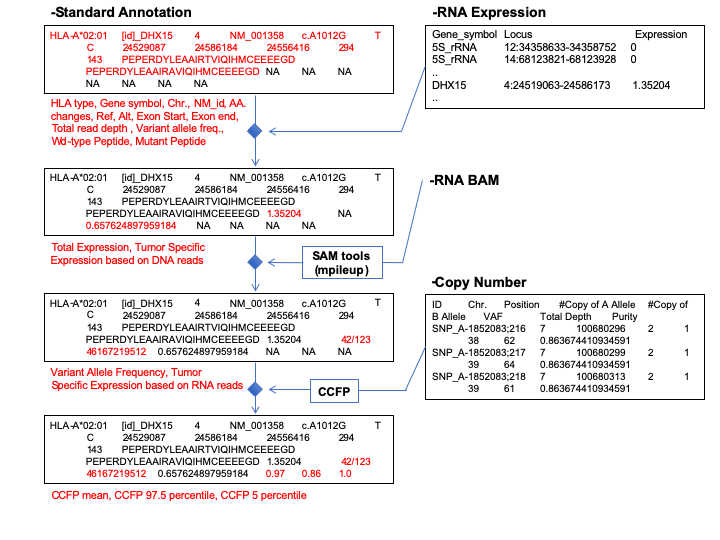 -Standard Annotation
HLA-A*02:01 [id]_DHX15 4 NM_001358 c.A1012G T
C 24529087 24586184 24556416 294
143 PEPERDYLEAAIRTVIQIHMCEEEEGD
PEPERDYLEAAIRAVIQIHMCEEEEGD NA NA NA
NA NA NA NA
HLA type, Gene symbol, Chr., NM_id, AA.
changes, Ref, Alt, Exon Start, Exon end,
Total read depth , Variant allele freq.,
Wd-type Peptide, Mutant Peptide
-RNA Expression
Gene_symbol Locus Expression
5S_rRNA 12:34358633-34358752 0
5S_rRNA 14:68123821-68123928 0
..
DHX15 4:24519063-24586173 1.35204
..
HLA-A*02:01 [id]_DHX15 4 NM_001358 c.A1012G T
C 24529087 24586184 24556416 294
143 PEPERDYLEAAIRTVIQIHMCEEEEGD
PEPERDYLEAAIRAVIQIHMCEEEEGD 1.35204 NA
0.657624897959184 NA NA NA NA
Total Expression, Tumor Specific
Expression based on DNA reads
-RNA BAM
SAM tools
(mpileup)
HLA-A*02:01 [id]_DHX15 4 NM_001358 c.A1012G T
C 24529087 24586184 24556416 294
143 PEPERDYLEAAIRTVIQIHMCEEEEGD
PEPERDYLEAAIRAVIQIHMCEEEEGD 1.35204 42/123
46167219512 0.657624897959184 NA NA NA
Variant Allele Frequency, Tumor
Specific Expression based on RNA reads
-Copy Number
ID Chr. Position #Copy of A Allele #Copy of
B Allele VAF Total Depth Purity
SNP_A-1852083;216 7 100680296 2 1
38 62 0.863674410934591
SNP_A-1852083;217 7 100680299 2 1
39 64 0.863674410934591
SNP_A-1852083;218 7 100680313 2 1
39 61 0.863674410934591
CCFP
HLA-A*02:01 [id]_DHX15 4 NM_001358 c.A1012G T
C 24529087 24586184 24556416 294
143 PEPERDYLEAAIRTVIQIHMCEEEEGD
PEPERDYLEAAIRAVIQIHMCEEEEGD 1.35204 42/123
46167219512 0.657624897959184 0.97 0.86 1.0
CCFP mean, CCFP 97.5 percentile, CCFP 5 percentile